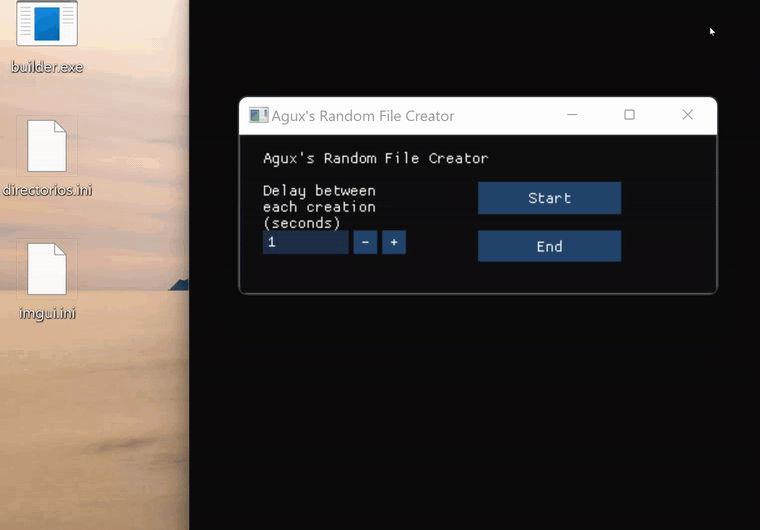 builder.exe
directorios.ini
imgui.ini
Agux's Random File Creator
Agux's Random File Creator
Delay between
each creation
(seconds)
1
-
+
Start
End